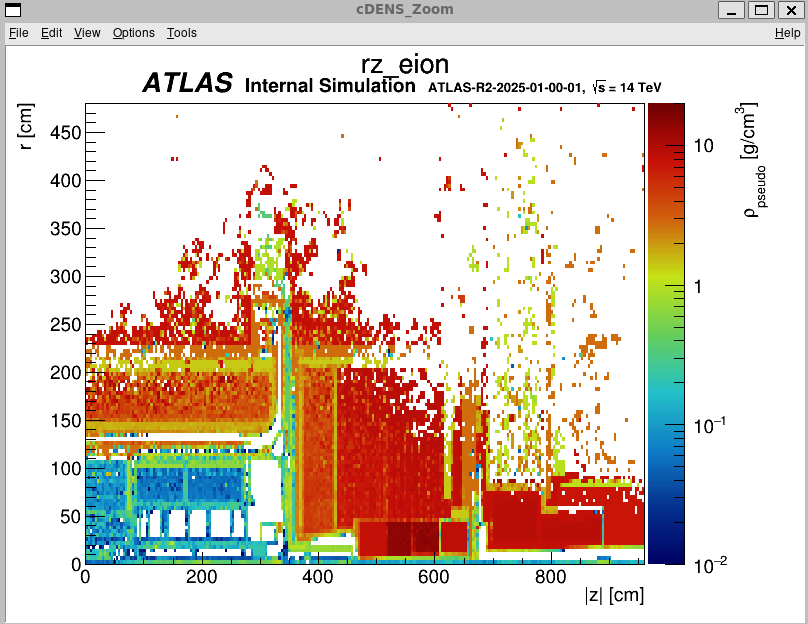 cDENS_Zoom
File Edit View Options Tools Help
rz_eion
ATLAS Internal Simulation ATLAS-R2-2025-01-00-01, √s = 14 TeV
r [cm]
450
400
350
300
250
200
150
100
50
0
0 200 400 600 800
|z| [cm]
ρpseudo [g/cm³]
10
1
10⁻¹
10⁻²